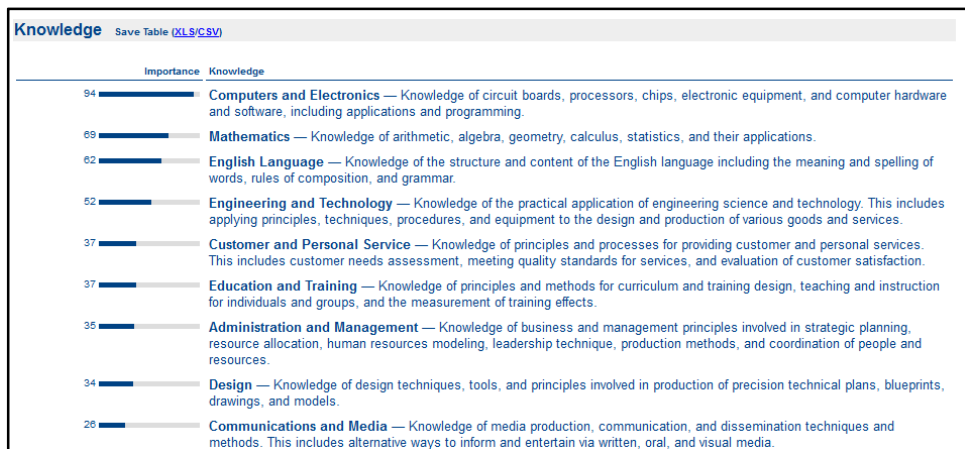 Knowledge Save Table (XLS/CSV)
Importance Knowledge
94 Computers and Electronics — Knowledge of circuit boards, processors, chips, electronic equipment, and computer hardware
and software, including applications and programming.
69 Mathematics — Knowledge of arithmetic, algebra, geometry, calculus, statistics, and their applications.
62 English Language — Knowledge of the structure and content of the English language including the meaning and spelling of
words, rules of composition, and grammar.
52 Engineering and Technology — Knowledge of the practical application of engineering science and technology. This includes
applying principles, techniques, procedures, and equipment to the design and production of various goods and services.
37 Customer and Personal Service — Knowledge of principles and processes for providing customer and personal services.
This includes customer needs assessment, meeting quality standards for services, and evaluation of customer satisfaction.
37 Education and Training — Knowledge of principles and methods for curriculum and training design, teaching and instruction
for individuals and groups, and the measurement of training effects.
35 Administration and Management — Knowledge of business and management principles involved in strategic planning,
resource allocation, human resources modeling, leadership technique, production methods, and coordination of people and
resources.
34 Design — Knowledge of design techniques, tools, and principles involved in production of precision technical plans, blueprints,
drawings, and models.
26 Communications and Media — Knowledge of media production, communication, and dissemination techniques and
methods. This includes alternative ways to inform and entertain via written, oral, and visual media.